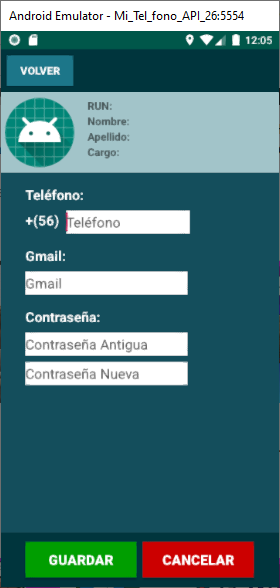 Android Emulator - Mi_Tel_fono_API_26:5554
12:05
VOLVER
RUN:
Nombre:
Apellido:
Cargo:
Teléfono:
+(56) Teléfono
Gmail:
Gmail
Contraseña:
Contraseña Antigua
Contraseña Nueva
GUARDAR CANCELAR